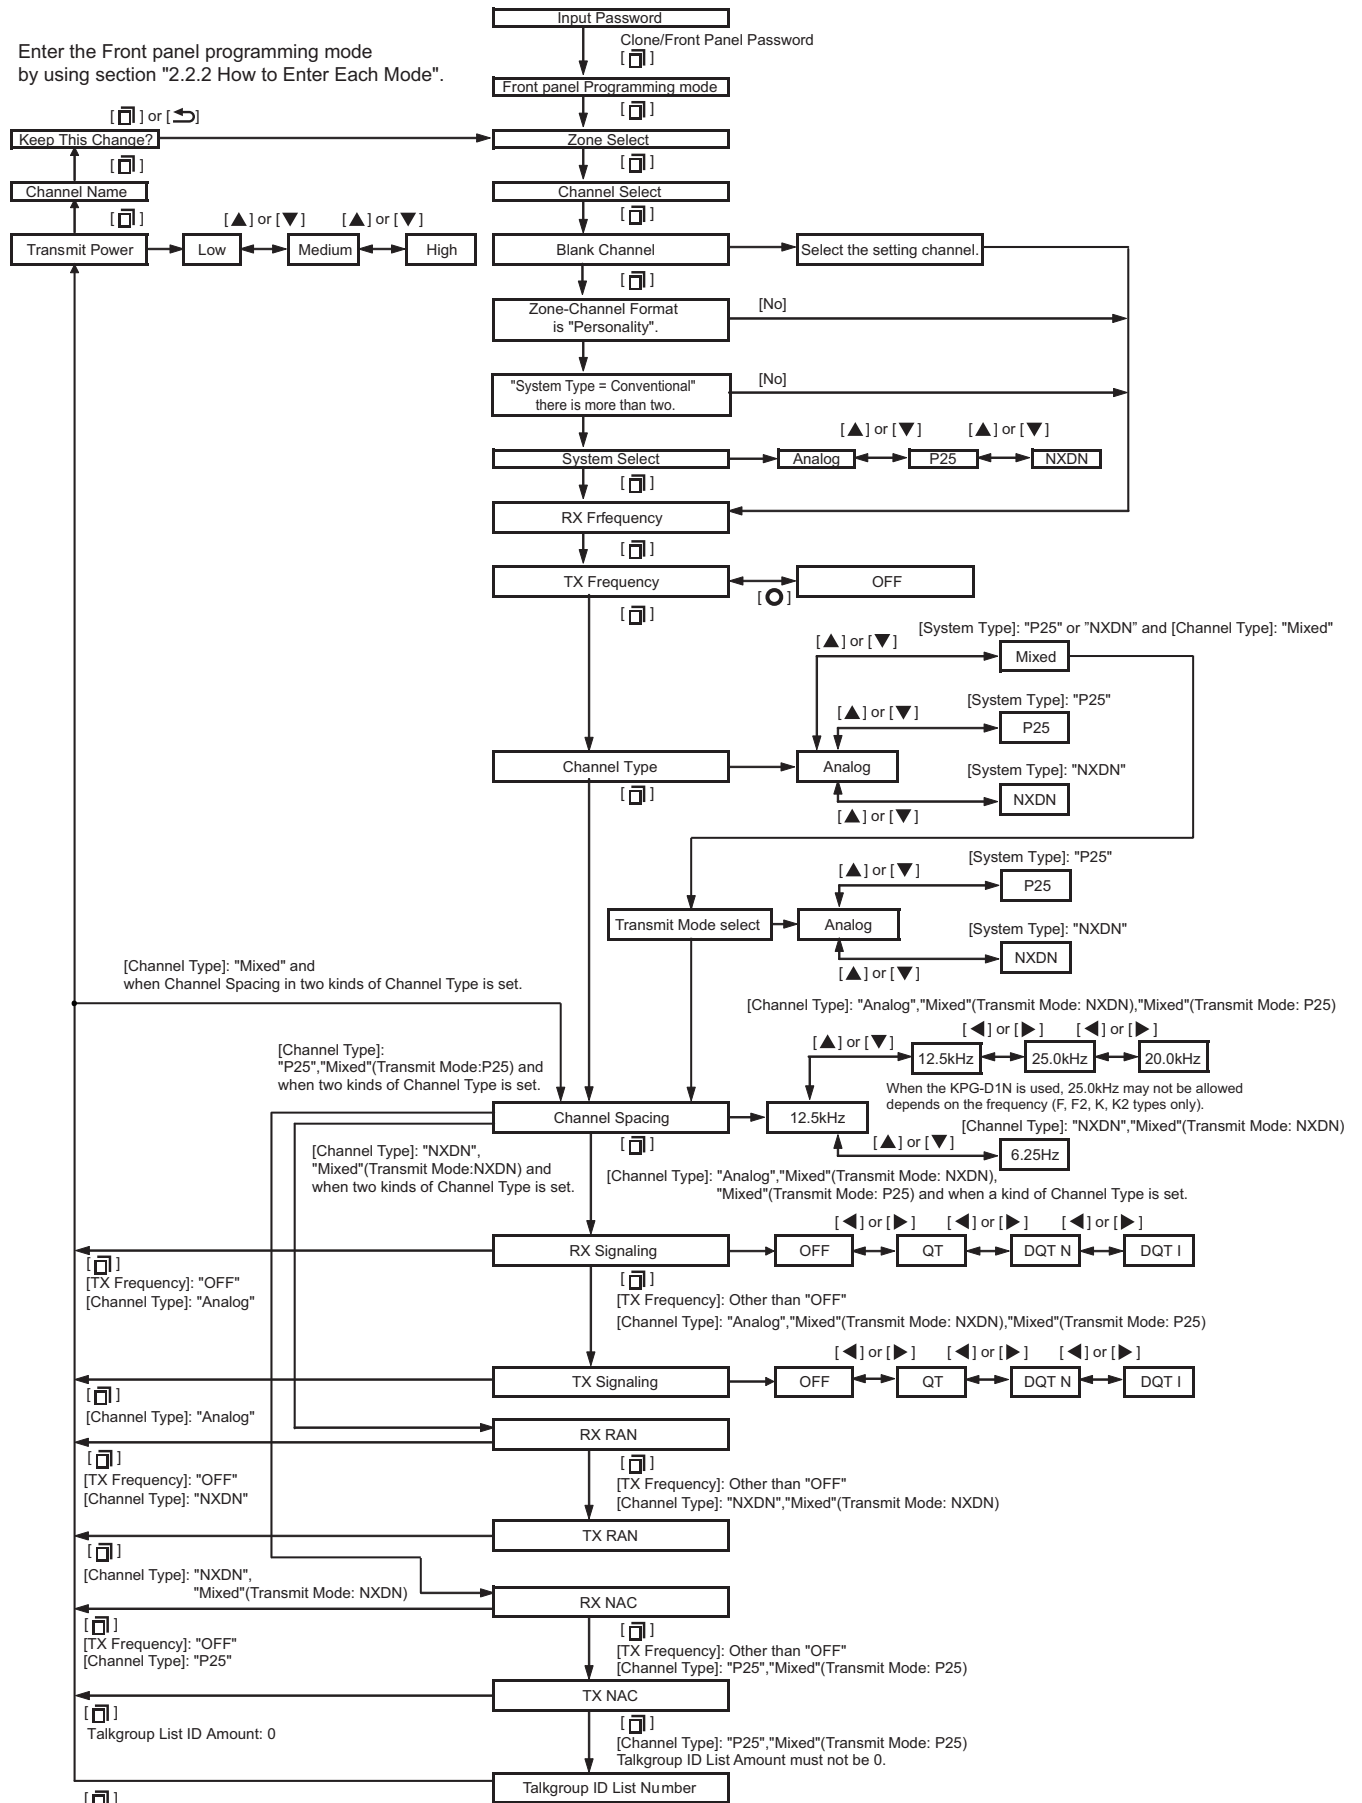 Input Password
Clone/Front Panel Password
[ ]
Enter the Front panel programming mode
by using section "2.2.2 How to Enter Each Mode".
Front panel Programming mode
[ ]
[ ] or [ ]
Keep This Change?
Zone Select
[ ]
[ ]
Channel Name
Channel Select
[ ]
[ ]
[▲] or [▼]
[▲] or [▼]
Transmit Power
Low
Medium
High
Blank Channel
Select the setting channel.
[ ]
Zone-Channel Format
is "Personality".
[No]
"System Type = Conventional"
there is more than two.
[No]
[▲] or [▼]
[▲] or [▼]
System Select
Analog
P25
NXDN
[ ]
RX Frfequency
[ ]
TX Frequency
OFF
[ ]
[O]
[System Type]: "P25" or ”NXDN” and [Channel Type]: "Mixed"
[▲] or [▼]
Mixed
[System Type]: "P25"
[▲] or [▼]
P25
Channel Type
Analog
[System Type]: "NXDN"
[ ]
NXDN
[▲] or [▼]
[System Type]: "P25"
[▲] or [▼]
P25
Transmit Mode select
Analog
[System Type]: "NXDN"
NXDN
[▲] or [▼]
[Channel Type]: "Mixed" and
when Channel Spacing in two kinds of Channel Type is set.
[Channel Type]: "Analog","Mixed"(Transmit Mode: NXDN),"Mixed"(Transmit Mode: P25)
[◀] or [▶]
[◀] or [▶]
[▲] or [▼]
12.5kHz
25.0kHz
20.0kHz
[Channel Type]:
"P25","Mixed"(Transmit Mode:P25) and
when two kinds of Channel Type is set.
When the KPG-D1N is used, 25.0kHz may not be allowed
depends on the frequency (F, F2, K, K2 types only).
Channel Spacing
12.5kHz
[Channel Type]: "NXDN","Mixed"(Transmit Mode: NXDN)
[ ]
[▲] or [▼]
6.25Hz
[Channel Type]: "NXDN",
"Mixed"(Transmit Mode:NXDN) and
when two kinds of Channel Type is set.
[Channel Type]: "Analog","Mixed"(Transmit Mode: NXDN),
"Mixed"(Transmit Mode: P25) and when a kind of Channel Type is set.
[◀] or [▶]
[◀] or [▶]
[◀] or [▶]
RX Signaling
OFF
QT
DQT N
DQT I
[ ]
[TX Frequency]: "OFF"
[Channel Type]: "Analog"
[ ]
[TX Frequency]: Other than "OFF"
[Channel Type]: "Analog","Mixed"(Transmit Mode: NXDN),"Mixed"(Transmit Mode: P25)
[◀] or [▶]
[◀] or [▶]
[◀] or [▶]
TX Signaling
OFF
QT
DQT N
DQT I
[ ]
[Channel Type]: "Analog"
RX RAN
[ ]
[TX Frequency]: "OFF"
[Channel Type]: "NXDN"
[ ]
[TX Frequency]: Other than "OFF"
[Channel Type]: "NXDN","Mixed"(Transmit Mode: NXDN)
TX RAN
[ ]
[Channel Type]: "NXDN",
"Mixed"(Transmit Mode: NXDN)
RX NAC
[ ]
[TX Frequency]: "OFF"
[Channel Type]: "P25"
[ ]
[TX Frequency]: Other than "OFF"
[Channel Type]: "P25","Mixed"(Transmit Mode: P25)
TX NAC
[ ]
Talkgroup List ID Amount: 0
[ ]
[Channel Type]: "P25","Mixed"(Transmit Mode: P25)
Talkgroup ID List Amount must not be 0.
Talkgroup ID List Number
[ ]